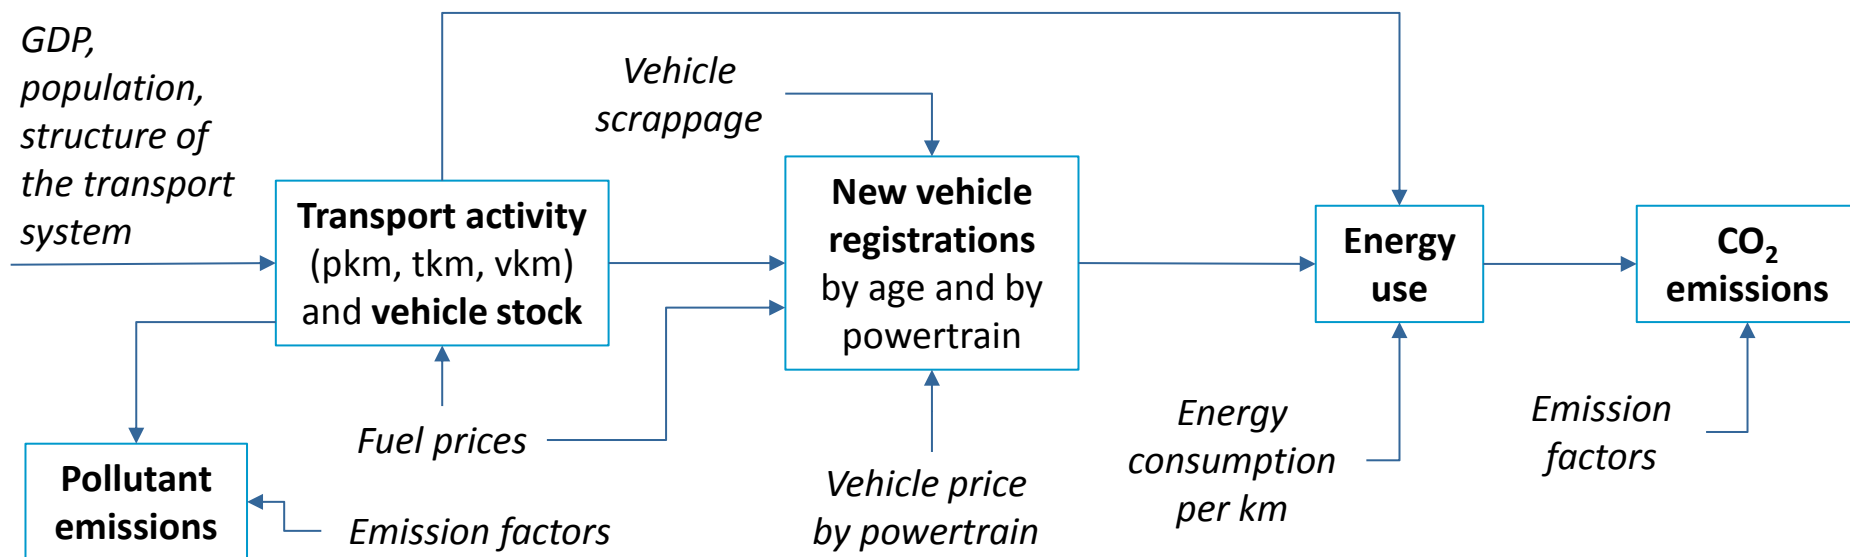 GDP,
population,
structure of
the transport
system
Vehicle
scrappage
Transport activity
(pkm, tkm, vkm)
and vehicle stock
New vehicle
registrations
by age and by
powertrain
Energy
use
CO₂
emissions
Fuel prices
Pollutant
emissions
Emission factors
Vehicle price
by powertrain
Energy
consumption
per km
Emission
factors